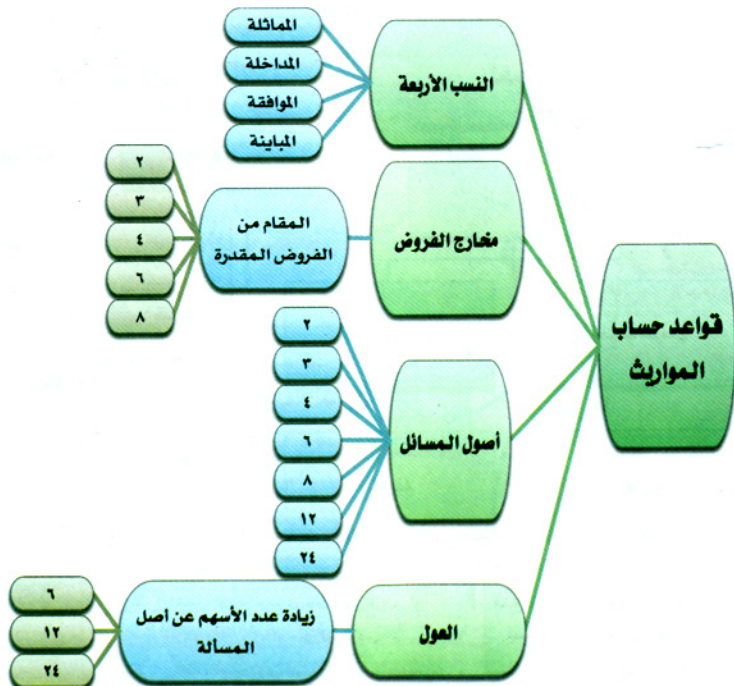 قواعد حساب
المواريث
النسب الأربعة
المماثلة
المداخلة
الموافقة
المباينة
مخارج الفروض
المقام من
الفروض المقدرة
٢
٣
٤
٦
٨
أصول المسائل
٢
٣
٤
٦
٨
١٢
٢٤
العول
زيادة عدد الأسهم عن أصل
المسألة
٦
١٢
٢٤